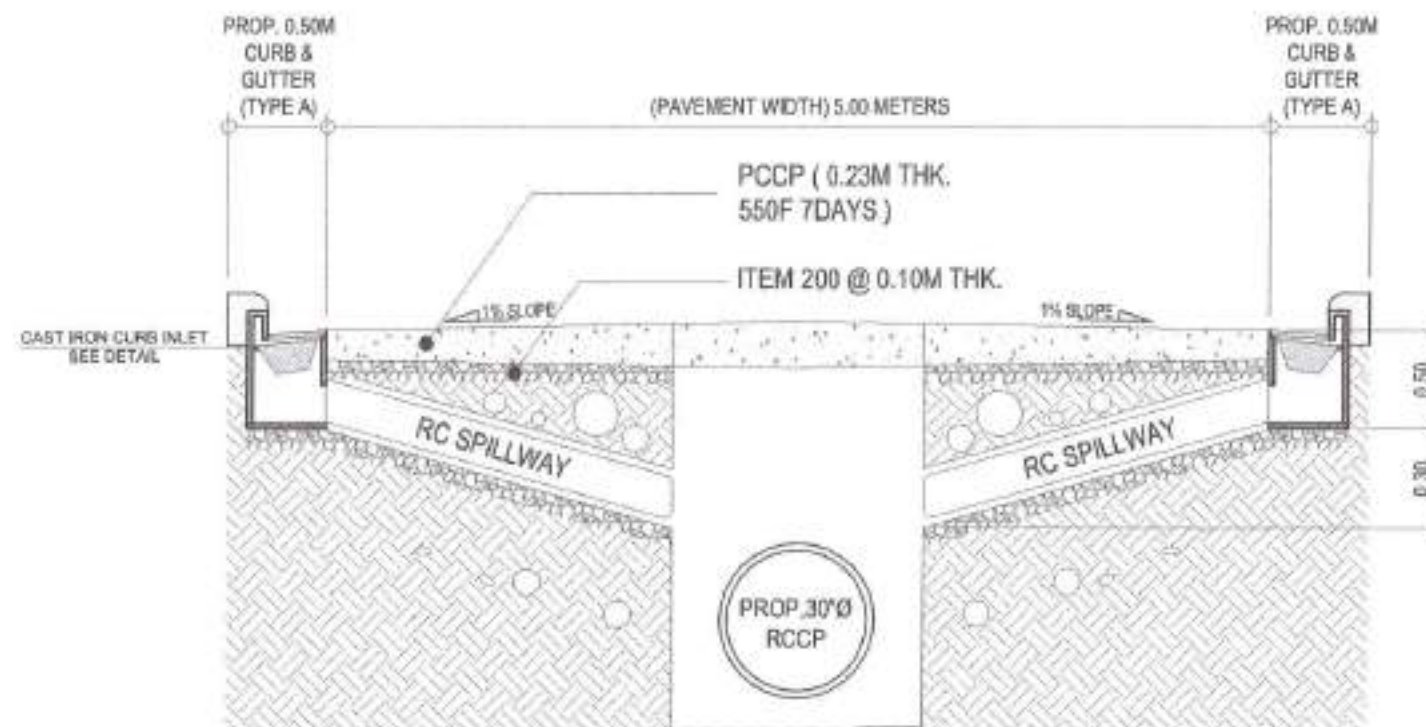 PROP. 0.50M
CURB &
GUTTER
(TYPE A)
PROP. 0.50M
CURB &
GUTTER
(TYPE A)
(PAVEMENT WIDTH) 5.00 METERS
PCCP ( 0.23M THK.
550F 7DAYS )
ITEM 200 @ 0.10M THK.
1% SLOPE
1% SLOPE
CAST IRON CURB INLET
SEE DETAIL
0.50
RC SPILLWAY
RC SPILLWAY
PROP.30"Ø
RCCP